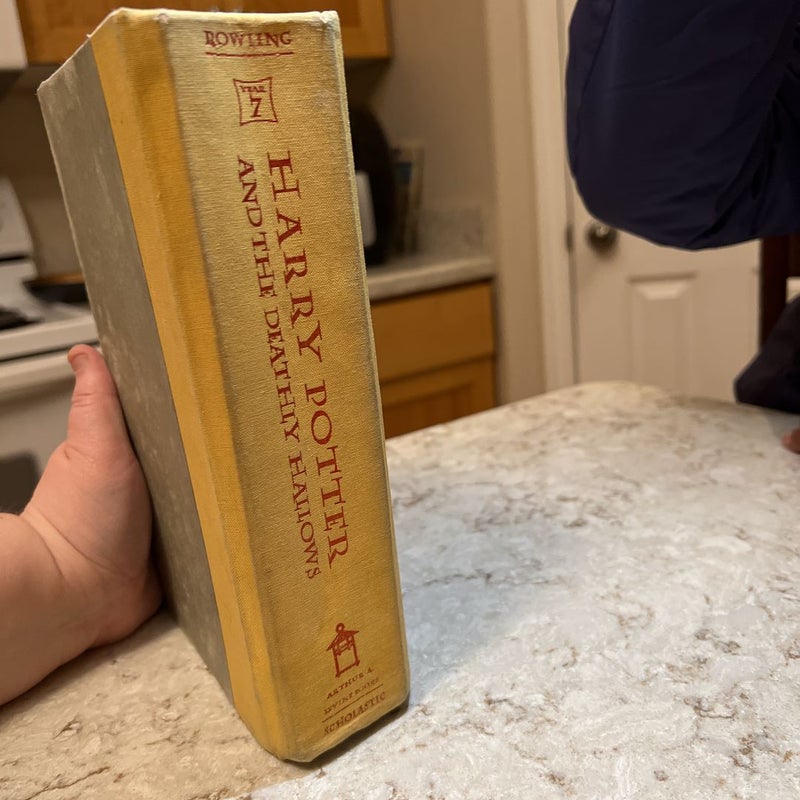 ROWLING
YEAR
7
HARRY POTTER
AND THE DEATHLY HALLOWS
ARTHUR A.
LEVINE BOOKS
SCHOLASTIC